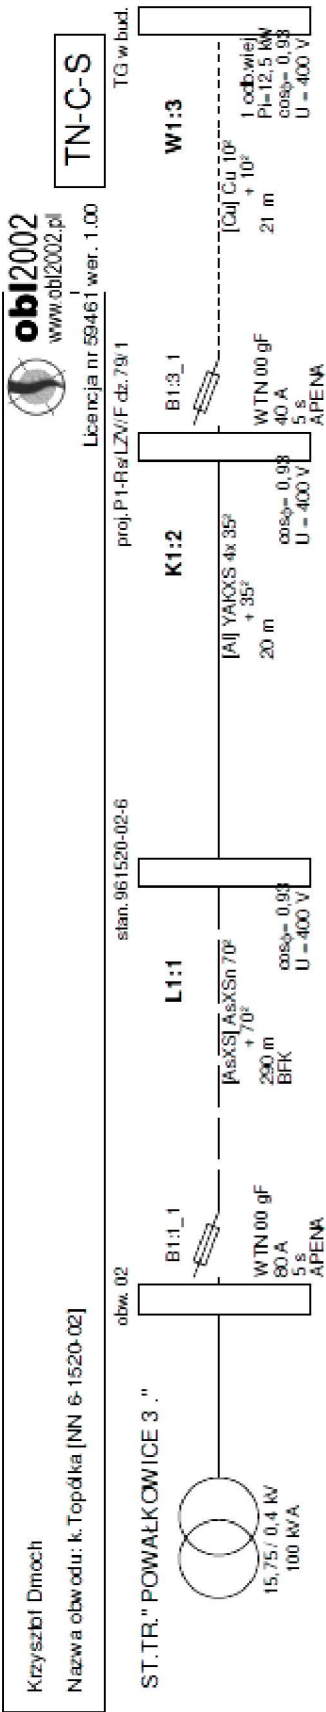 Krzysztof Dmoch
Nazwa obwodu: k.Topólka [NN 6-1520-02]
obl2002
www.obl2002.pl
Licencja nr 59461 wer. 1.00
TN-C-S
ST.TR." POWAŁKOWICE 3 ."
15,75/ 0,4 kV
100 kVA
obw. 02
B1:1_1
WTN 00 gF
80 A
5 s
APENA
L1:1
[AsXS] AsXSn 70²
+ 70²
290 m
BFK
stan. 961520-02-6
cosφ= 0,93
U = 400 V
K1:2
[Al] YAKXS 4x 35²
+ 35²
20 m
proj.P1-Rs/LZV/F dz.79/1
cosφ= 0,93
U = 400 V
B1:3_1
WTN 00 gF
40 A
5 s
APENA
W1:3
[Cu] Cu 10²
+ 10²
21 m
TG w bud.
1 odb.wiej.
Pi=12,5 kW
cosφ= 0,93
U = 400 V